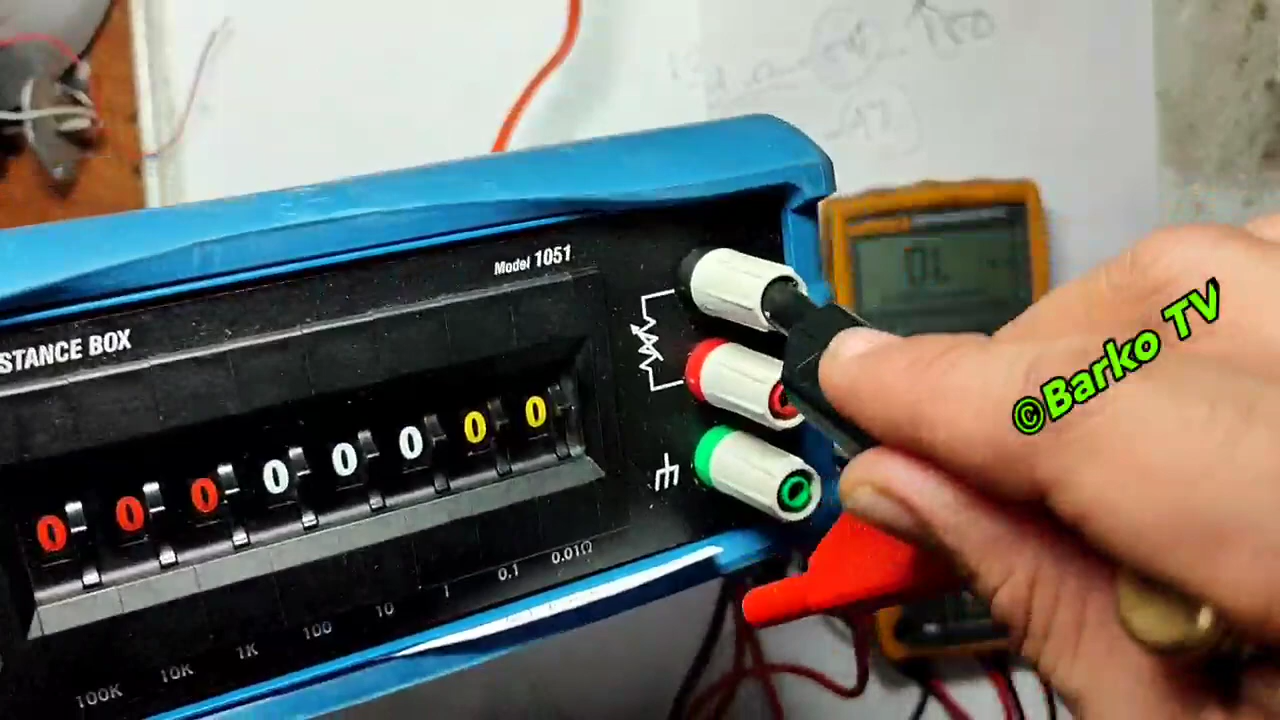 Model 1051
STANCE BOX
0 0 0 0 0 0 0 0
100K 10K 1K 100 10 1 0.1 0.01Ω
OL
©Barko TV